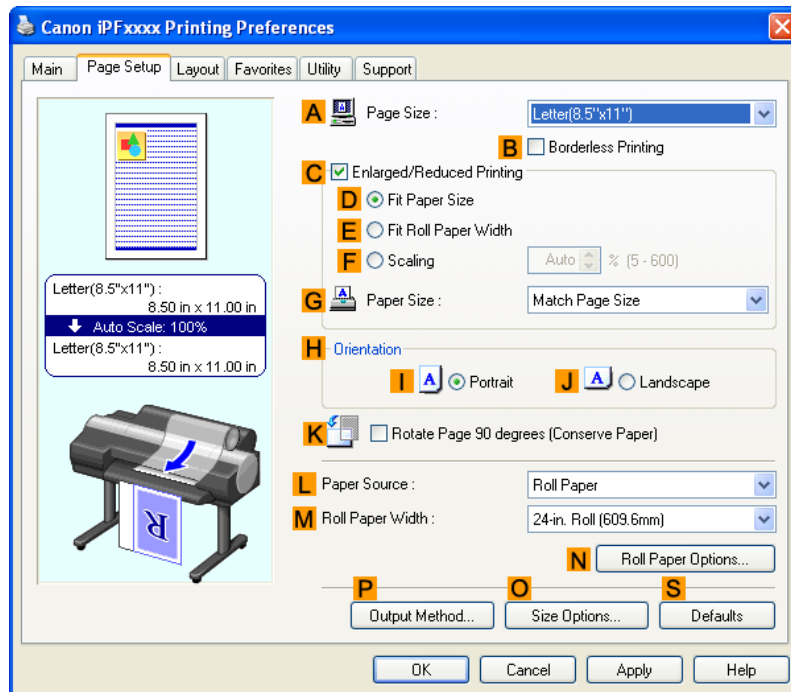 Canon iPFxxxx Printing Preferences
Main Page Setup Layout Favorites Utility Support
A Page Size : Letter(8.5"x11")
B Borderless Printing
C Enlarged/Reduced Printing
D Fit Paper Size
E Fit Roll Paper Width
F Scaling Auto % (5 - 600)
G A Paper Size : Match Page Size
Letter(8.5"x11") :
8.50 in x 11.00 in
Auto Scale: 100%
Letter(8.5"x11") :
8.50 in x 11.00 in
H Orientation
I A Portrait J A Landscape
K Rotate Page 90 degrees (Conserve Paper)
R
L Paper Source : Roll Paper
M Roll Paper Width : 24-in. Roll (609.6mm)
N Roll Paper Options...
P O S
Output Method... Size Options... Defaults
OK Cancel Apply Help